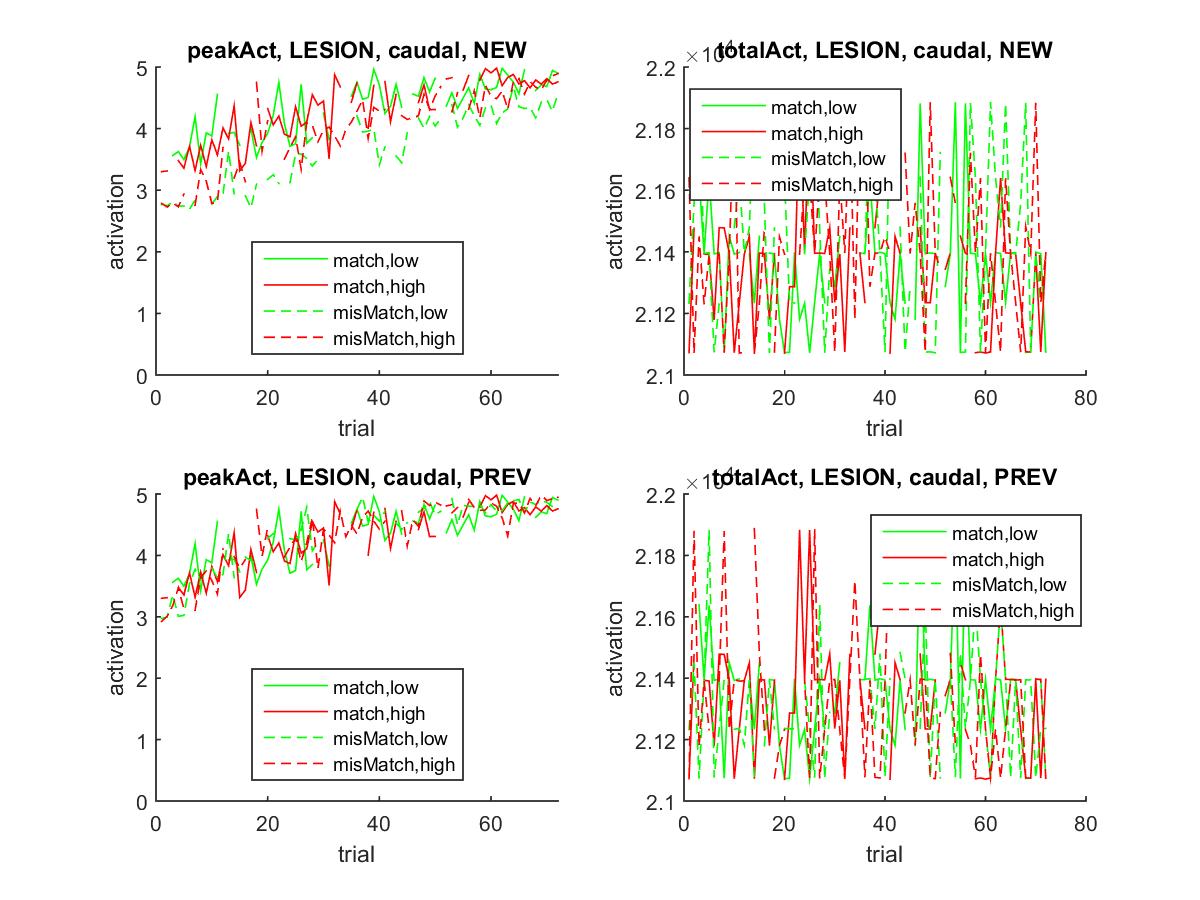 peakAct, LESION, caudal, NEW
5
4
3
2
1
0
activation
match,low
match,high
misMatch,low
misMatch,high
0 20 40 60
trial
totalAct, LESION, caudal, NEW
×10^4
2.2
2.18
2.16
2.14
2.12
2.1
activation
match,low
match,high
misMatch,low
misMatch,high
0 20 40 60 80
trial
peakAct, LESION, caudal, PREV
5
4
3
2
1
0
activation
match,low
match,high
misMatch,low
misMatch,high
0 20 40 60
trial
totalAct, LESION, caudal, PREV
×10^4
2.2
2.18
2.16
2.14
2.12
2.1
activation
match,low
match,high
misMatch,low
misMatch,high
0 20 40 60 80
trial